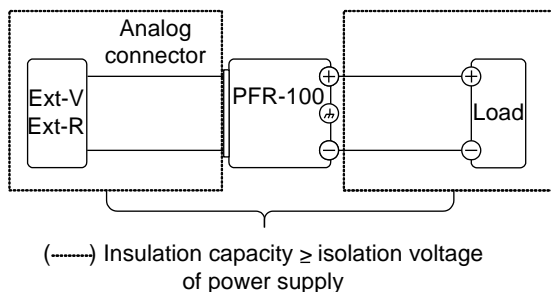 Analog
connector
Ext-V
Ext-R
PFR-100
+
-
+
-
Load
(--------) Insulation capacity ≥ isolation voltage
of power supply